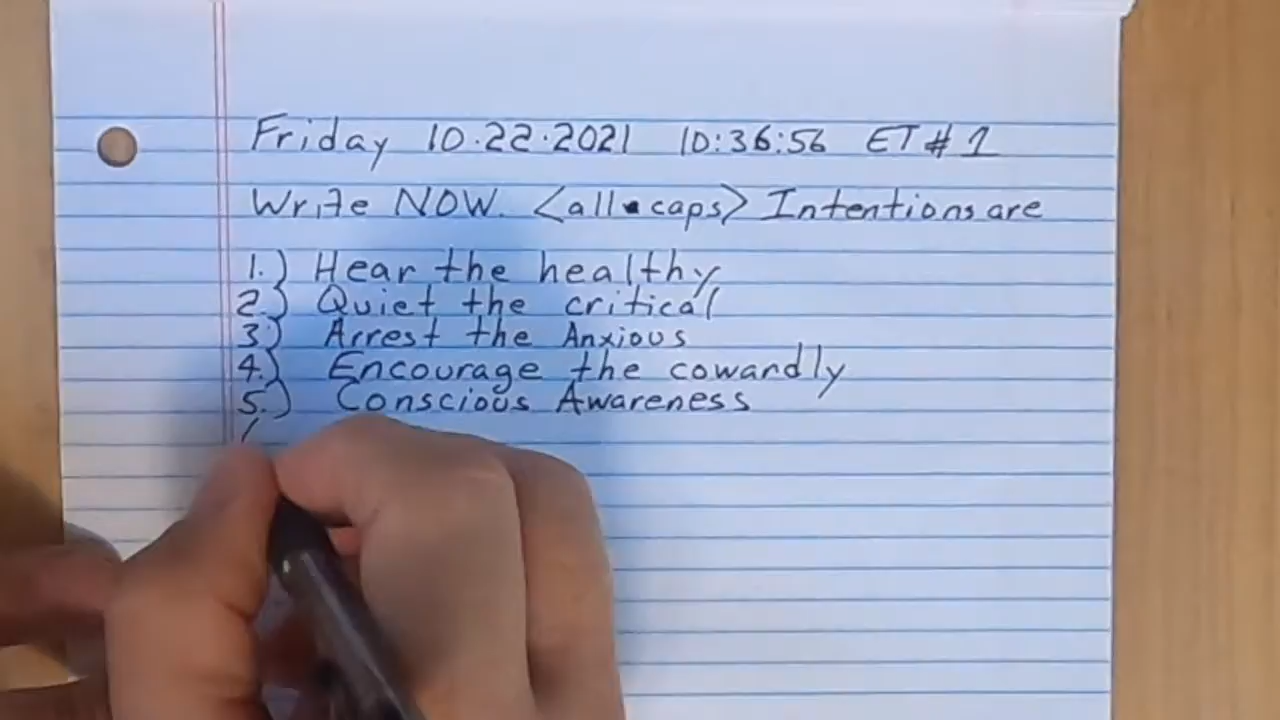 Friday 10.22.2021 10:36:56 ET #1
Write NOW. <all.caps> Intentions are
1.) Hear the healthy
2.) Quiet the critical
3.) Arrest the Anxious
4.) Encourage the cowardly
5.) Conscious Awareness